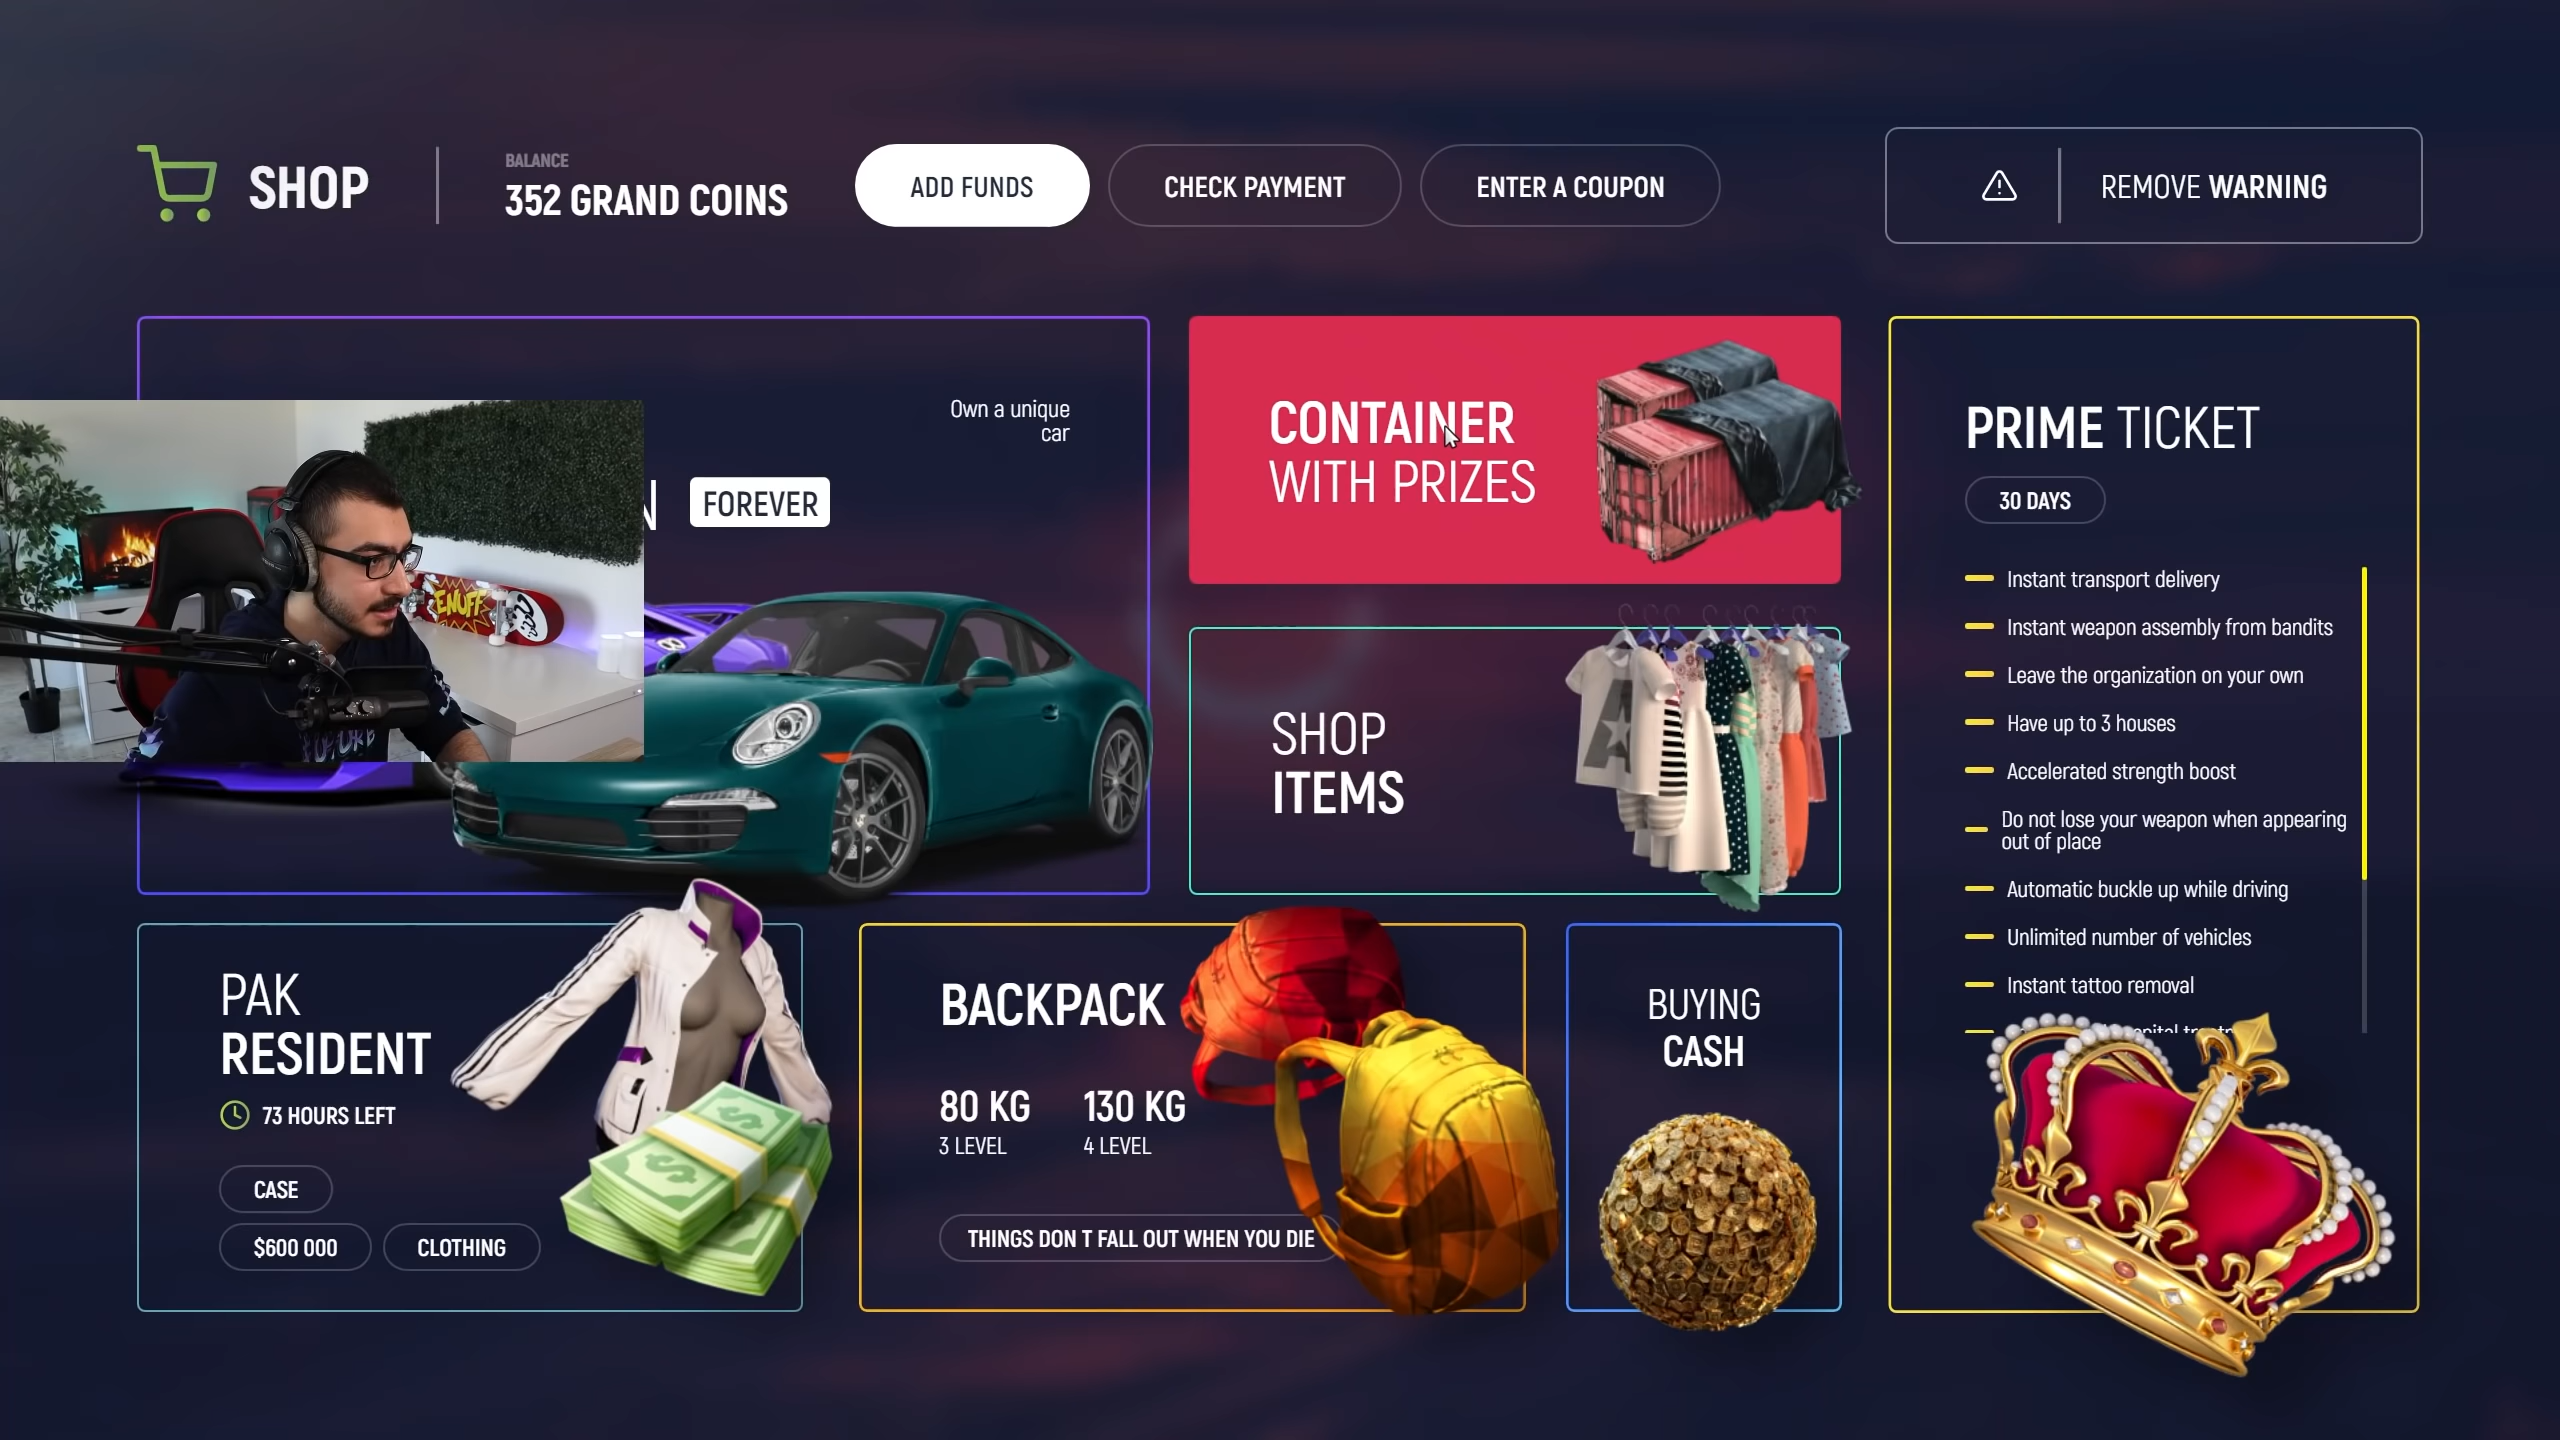 SHOP
BALANCE
352 GRAND COINS
ADD FUNDS
CHECK PAYMENT
ENTER A COUPON
REMOVE WARNING
Own a unique
car
FOREVER
ENUFF
CONTAINER
WITH PRIZES
SHOP
ITEMS
PRIME TICKET
30 DAYS
Instant transport delivery
Instant weapon assembly from bandits
Leave the organization on your own
Have up to 3 houses
Accelerated strength boost
Do not lose your weapon when appearing
out of place
Automatic buckle up while driving
Unlimited number of vehicles
Instant tattoo removal
PAK
RESIDENT
73 HOURS LEFT
CASE
$600 000
CLOTHING
BACKPACK
80 KG
3 LEVEL
130 KG
4 LEVEL
THINGS DON T FALL OUT WHEN YOU DIE
BUYING
CASH